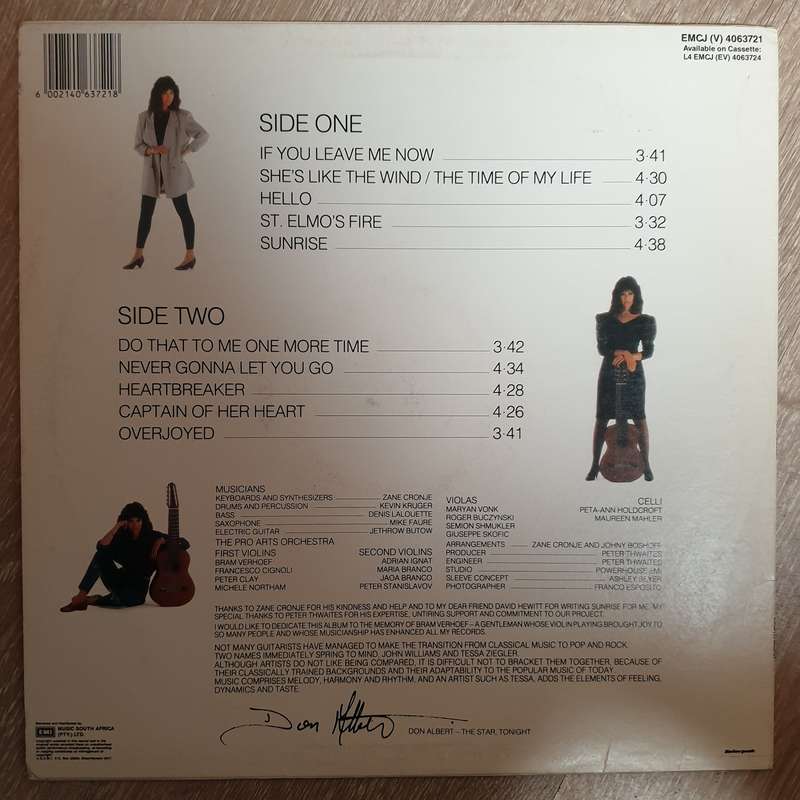 EMCJ (V) 4063721
Available on Cassette:
L4 EMCJ (EV) 4063724
6 002140 637218
SIDE ONE
IF YOU LEAVE ME NOW 3·41
SHE'S LIKE THE WIND / THE TIME OF MY LIFE 4·30
HELLO 4·07
ST. ELMO'S FIRE 3·32
SUNRISE 4·38
SIDE TWO
DO THAT TO ME ONE MORE TIME 3·42
NEVER GONNA LET YOU GO 4·34
HEARTBREAKER 4·28
CAPTAIN OF HER HEART 4·26
OVERJOYED 3·41
MUSICIANS
KEYBOARDS AND SYNTHESIZERS ZANE CRONJE
DRUMS AND PERCUSSION KEVIN KRUGER
BASS DENIS LALOUETTE
SAXOPHONE MIKE FAURE
ELECTRIC GUITAR JETHROW BUTOW
THE PRO ARTS ORCHESTRA
FIRST VIOLINS
BRAM VERHOEF
FRANCESCO CIGNOLI
PETER CLAY
MICHELE NORTHAM
SECOND VIOLINS
ADRIAN IGNAT
MARIA BRANCO
JAOA BRANCO
PETER STANISLAVOV
VIOLAS
MARYAN VONK
ROGER BUCZYNSKI
SEMION SHMUKLER
GIUSEPPE SKOFIC
CELLI
PETA-ANN HOLDCROFT
MAUREEN MAHLER
ARRANGEMENTS ZANE CRONJE AND JOHNY BOSHOFF
PRODUCER PETER THWAITES
ENGINEER PETER THWAITES
STUDIO POWERHOUSE EMI
SLEEVE CONCEPT ASHLEY BEYER
PHOTOGRAPHER FRANCO ESPOSITO
THANKS TO ZANE CRONJE FOR HIS KINDNESS AND HELP AND TO MY DEAR FRIEND DAVID HEWITT FOR WRITING SUNRISE FOR ME. MY
SPECIAL THANKS TO PETER THWAITES FOR HIS EXPERTISE, UNTIRING SUPPORT AND COMMITMENT TO OUR PROJECT.
I WOULD LIKE TO DEDICATE THIS ALBUM TO THE MEMORY OF BRAM VERHOEF – A GENTLEMAN WHOSE VIOLIN PLAYING BROUGHT JOY TO
SO MANY PEOPLE AND WHOSE MUSICIANSHIP HAS ENHANCED ALL MY RECORDS.
NOT MANY GUITARISTS HAVE MANAGED TO MAKE THE TRANSITION FROM CLASSICAL MUSIC TO POP AND ROCK.
TWO NAMES IMMEDIATELY SPRING TO MIND, JOHN WILLIAMS AND TESSA ZIEGLER.
ALTHOUGH ARTISTS DO NOT LIKE BEING COMPARED, IT IS DIFFICULT NOT TO BRACKET THEM TOGETHER, BECAUSE OF
THEIR CLASSICALLY TRAINED BACKGROUNDS AND THEIR ADAPTABILITY TO THE POPULAR MUSIC OF TODAY.
MUSIC COMPRISES MELODY, HARMONY AND RHYTHM, AND AN ARTIST SUCH AS TESSA, ADDS THE ELEMENTS OF FEELING,
DYNAMICS AND TASTE.
Don Albert
DON ALBERT – THE STAR, TONIGHT
EMI
MUSIC SOUTH AFRICA
(PTY.) LTD.